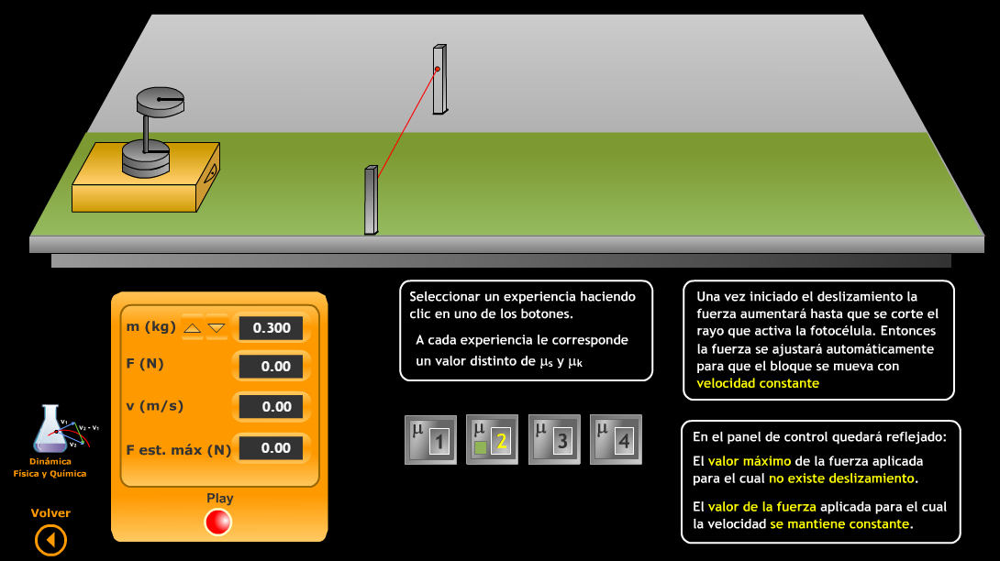 Seleccionar un experiencia haciendo
clic en uno de los botones.
A cada experiencia le corresponde
un valor distinto de μs y μk
Una vez iniciado el deslizamiento la
fuerza aumentará hasta que se corte el
rayo que activa la fotocélula. Entonces
la fuerza se ajustará automáticamente
para que el bloque se mueva con
velocidad constante
m (kg)
0.300
F (N)
0.00
v (m/s)
0.00
F est. máx (N)
0.00
Play
μ 1
μ 2
μ 3
μ 4
En el panel de control quedará reflejado:
El valor máximo de la fuerza aplicada
para el cual no existe deslizamiento.
El valor de la fuerza aplicada para el cual
la velocidad se mantiene constante.
V₁
V₂ - V₁
V₂
Dinámica
Física y Química
Volver